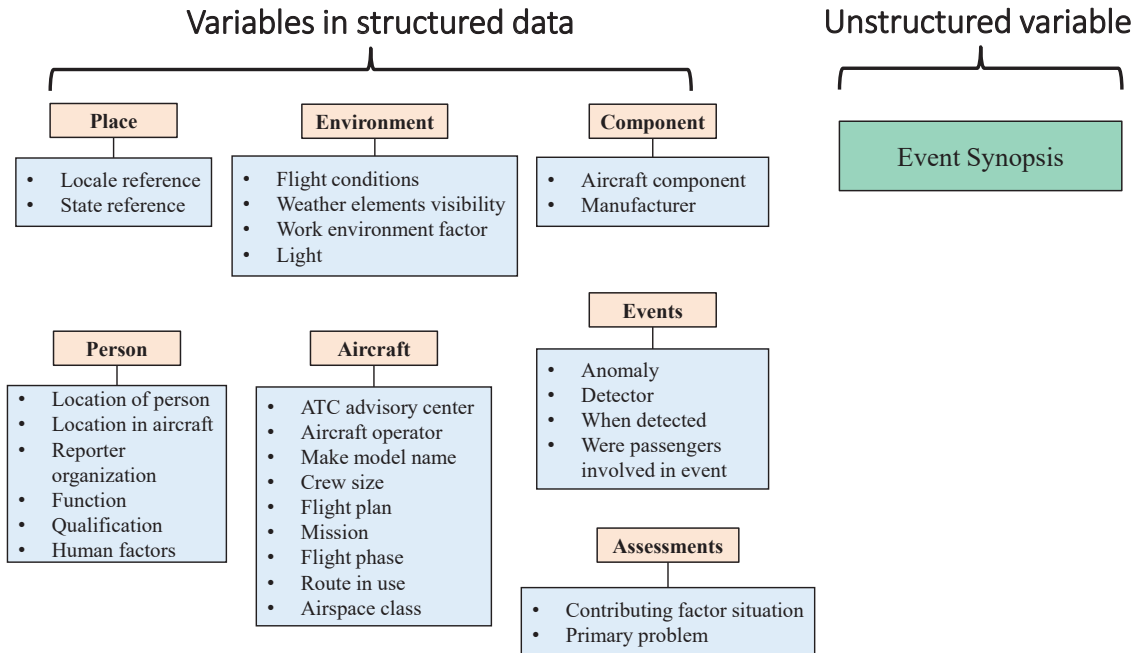 Variables in structured data
Unstructured variable
Place
• Locale reference
• State reference
Environment
• Flight conditions
• Weather elements visibility
• Work environment factor
• Light
Component
• Aircraft component
• Manufacturer
Event Synopsis
Person
• Location of person
• Location in aircraft
• Reporter
organization
• Function
• Qualification
• Human factors
Aircraft
• ATC advisory center
• Aircraft operator
• Make model name
• Crew size
• Flight plan
• Mission
• Flight phase
• Route in use
• Airspace class
Events
• Anomaly
• Detector
• When detected
• Were passengers
involved in event
Assessments
• Contributing factor situation
• Primary problem